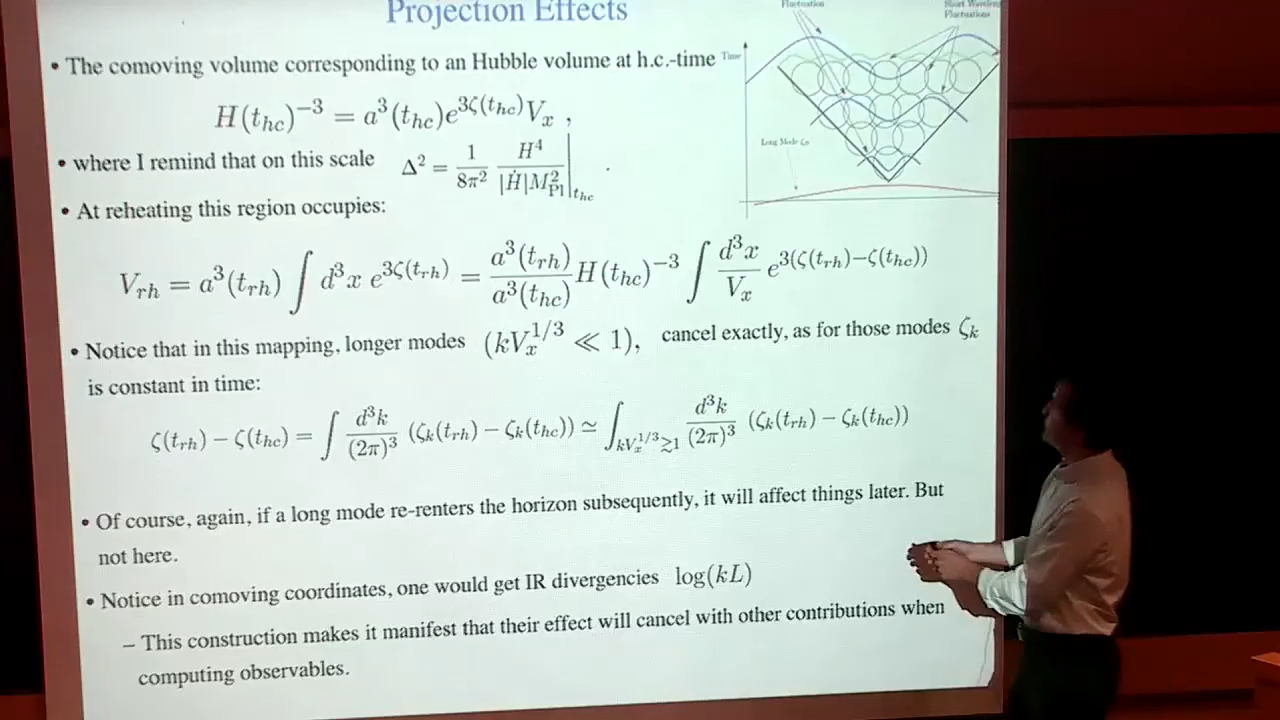 Projection Effects
Fluctuation
Short Waveleng
Fluctuations
Time
Long Mode ζ₀
• The comoving volume corresponding to an Hubble volume at h.c.-time
H(t_{hc})^{-3} = a^3(t_{hc})e^{3ζ(t_{hc})}V_x ,
• where I remind that on this scale Δ^2 = \frac{1}{8π^2} \frac{H^4}{|\dot{H}|M_{Pl}^2}|_{t_{hc}} .
• At reheating this region occupies:
V_{rh} = a^3(t_{rh}) ∫ d^3x e^{3ζ(t_{rh})} = \frac{a^3(t_{rh})}{a^3(t_{hc})} H(t_{hc})^{-3} ∫ \frac{d^3x}{V_x} e^{3(ζ(t_{rh})−ζ(t_{hc}))}
• Notice that in this mapping, longer modes (kV_x^{1/3} ≪ 1), cancel exactly, as for those modes ζ_k
is constant in time:
ζ(t_{rh}) − ζ(t_{hc}) = ∫ \frac{d^3k}{(2π)^3} (ζ_k(t_{rh}) − ζ_k(t_{hc})) ≃ ∫_{kV_x^{1/3}≳1} \frac{d^3k}{(2π)^3} (ζ_k(t_{rh}) − ζ_k(t_{hc}))
• Of course, again, if a long mode re-renters the horizon subsequently, it will affect things later. But
not here.
• Notice in comoving coordinates, one would get IR divergencies log(kL)
– This construction makes it manifest that their effect will cancel with other contributions when
computing observables.